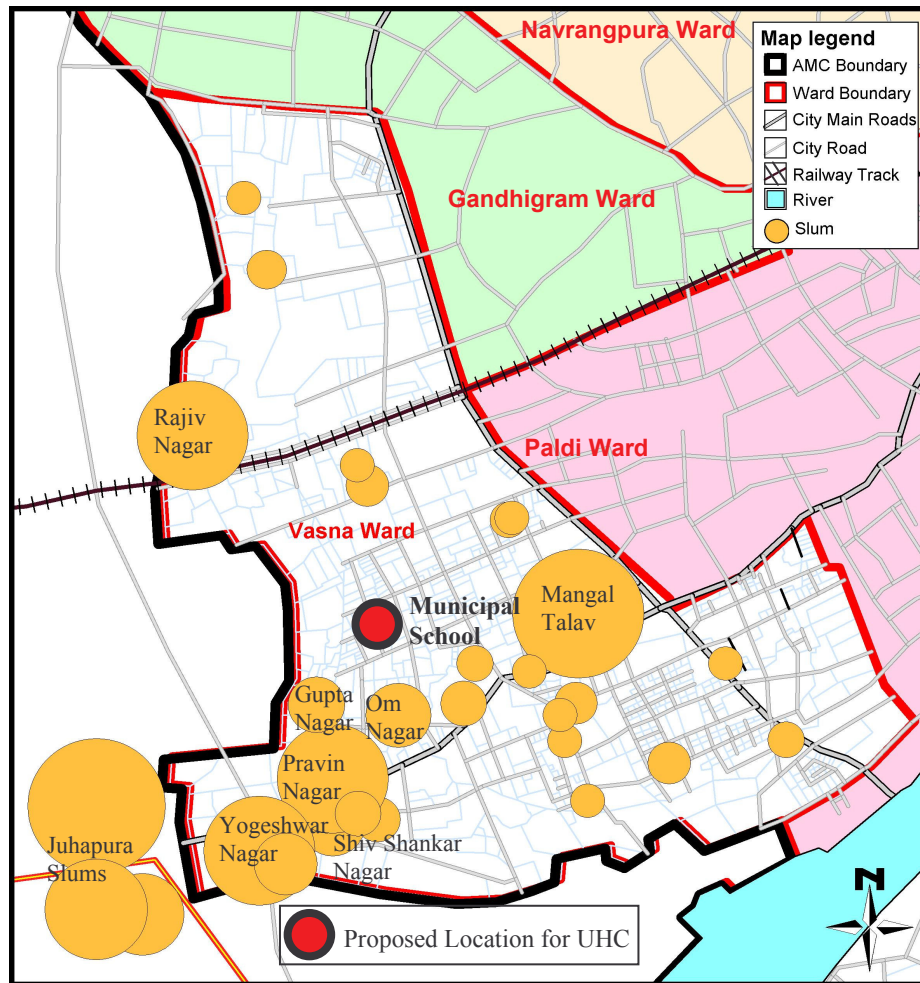 Navrangpura Ward
Map legend
AMC Boundary
Ward Boundary
City Main Roads
City Road
Railway Track
River
Slum
Gandhigram Ward
Rajiv
Nagar
Paldi Ward
Vasna Ward
Mangal
Talav
Municipal
School
Gupta
Nagar
Om
Nagar
Pravin
Nagar
Yogeshwar
Nagar
Shiv Shankar
Nagar
Juhapura
Slums
N
Proposed Location for UHC